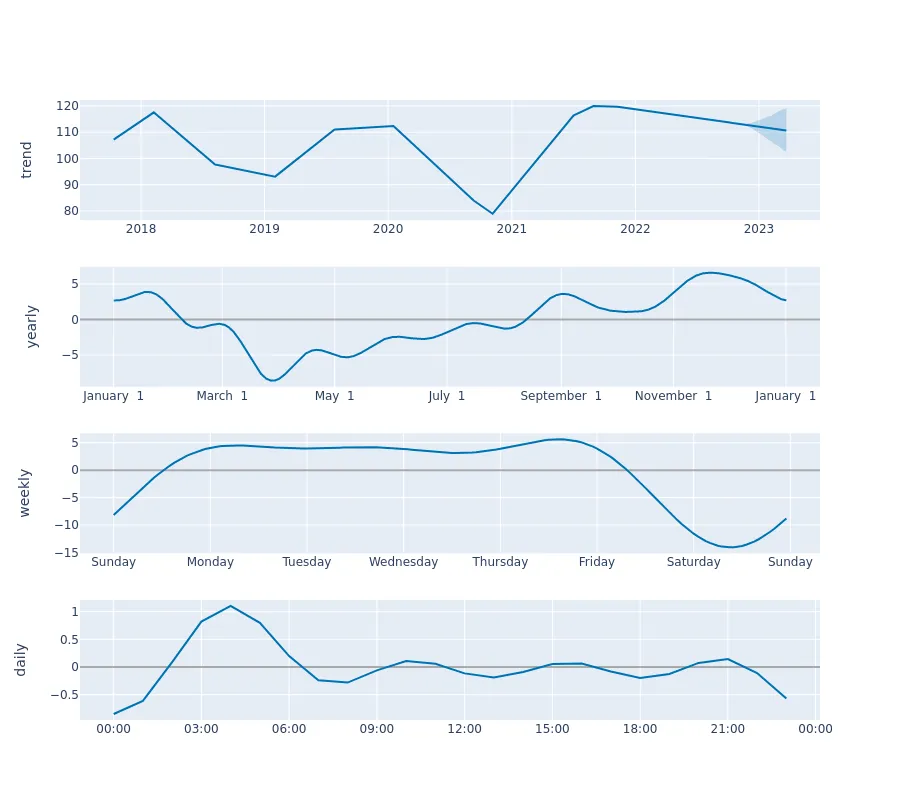 trend
120
110
100
90
80
2018 2019 2020 2021 2022 2023
yearly
5
0
−5
January 1 March 1 May 1 July 1 September 1 November 1 January 1
weekly
5
0
−5
−10
−15
Sunday Monday Tuesday Wednesday Thursday Friday Saturday Sunday
daily
1
0.5
0
−0.5
00:00 03:00 06:00 09:00 12:00 15:00 18:00 21:00 00:00